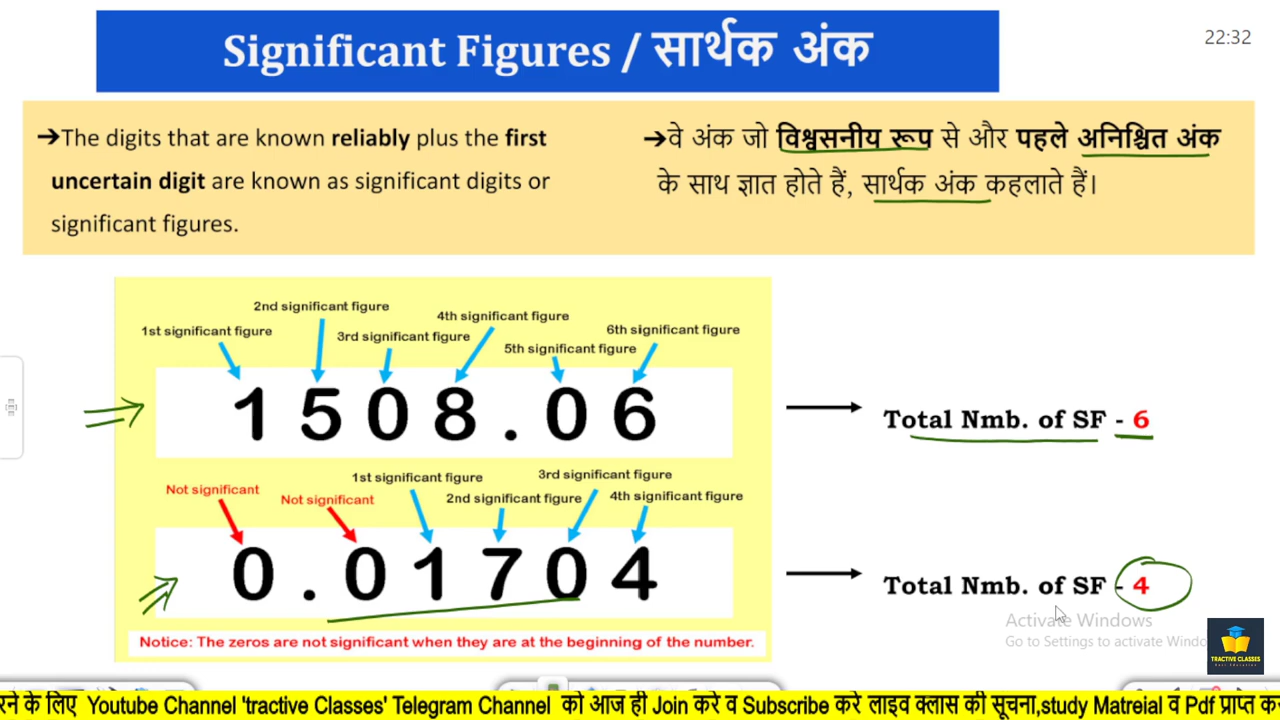 Significant Figures / सार्थक अंक
22:32
➔The digits that are known reliably plus the first
uncertain digit are known as significant digits or
significant figures.
➔वे अंक जो विश्वसनीय रूप से और पहले अनिश्चित अंक
के साथ ज्ञात होते हैं, सार्थक अंक कहलाते हैं।
2nd significant figure
4th significant figure
1st significant figure
3rd significant figure
6th significant figure
5th significant figure
1508.06
Total Nmb. of SF - 6
Not significant
Not significant
1st significant figure
3rd significant figure
2nd significant figure
4th significant figure
0.01704
Total Nmb. of SF - 4
Notice: The zeros are not significant when they are at the beginning of the number.
Activate Windows
Go to Settings to activate Windo
TRACTIVE CLASSES
रने के लिए Youtube Channel 'tractive Classes' Telegram Channel को आज ही Join करे व Subscribe करे लाइव क्लास की सूचना,study Matreial व Pdf प्राप्त कर